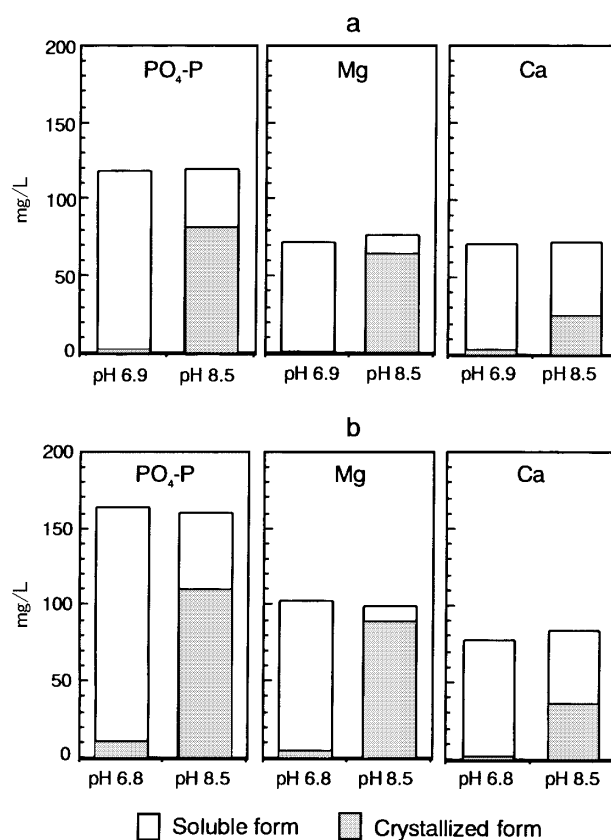 a
PO₄-P Mg Ca
200
150
100
50
0
mg/L
pH 6.9 pH 8.5 pH 6.9 pH 8.5 pH 6.9 pH 8.5
b
PO₄-P Mg Ca
200
150
100
50
0
mg/L
pH 6.8 pH 8.5 pH 6.8 pH 8.5 pH 6.8 pH 8.5
Soluble form Crystallized form